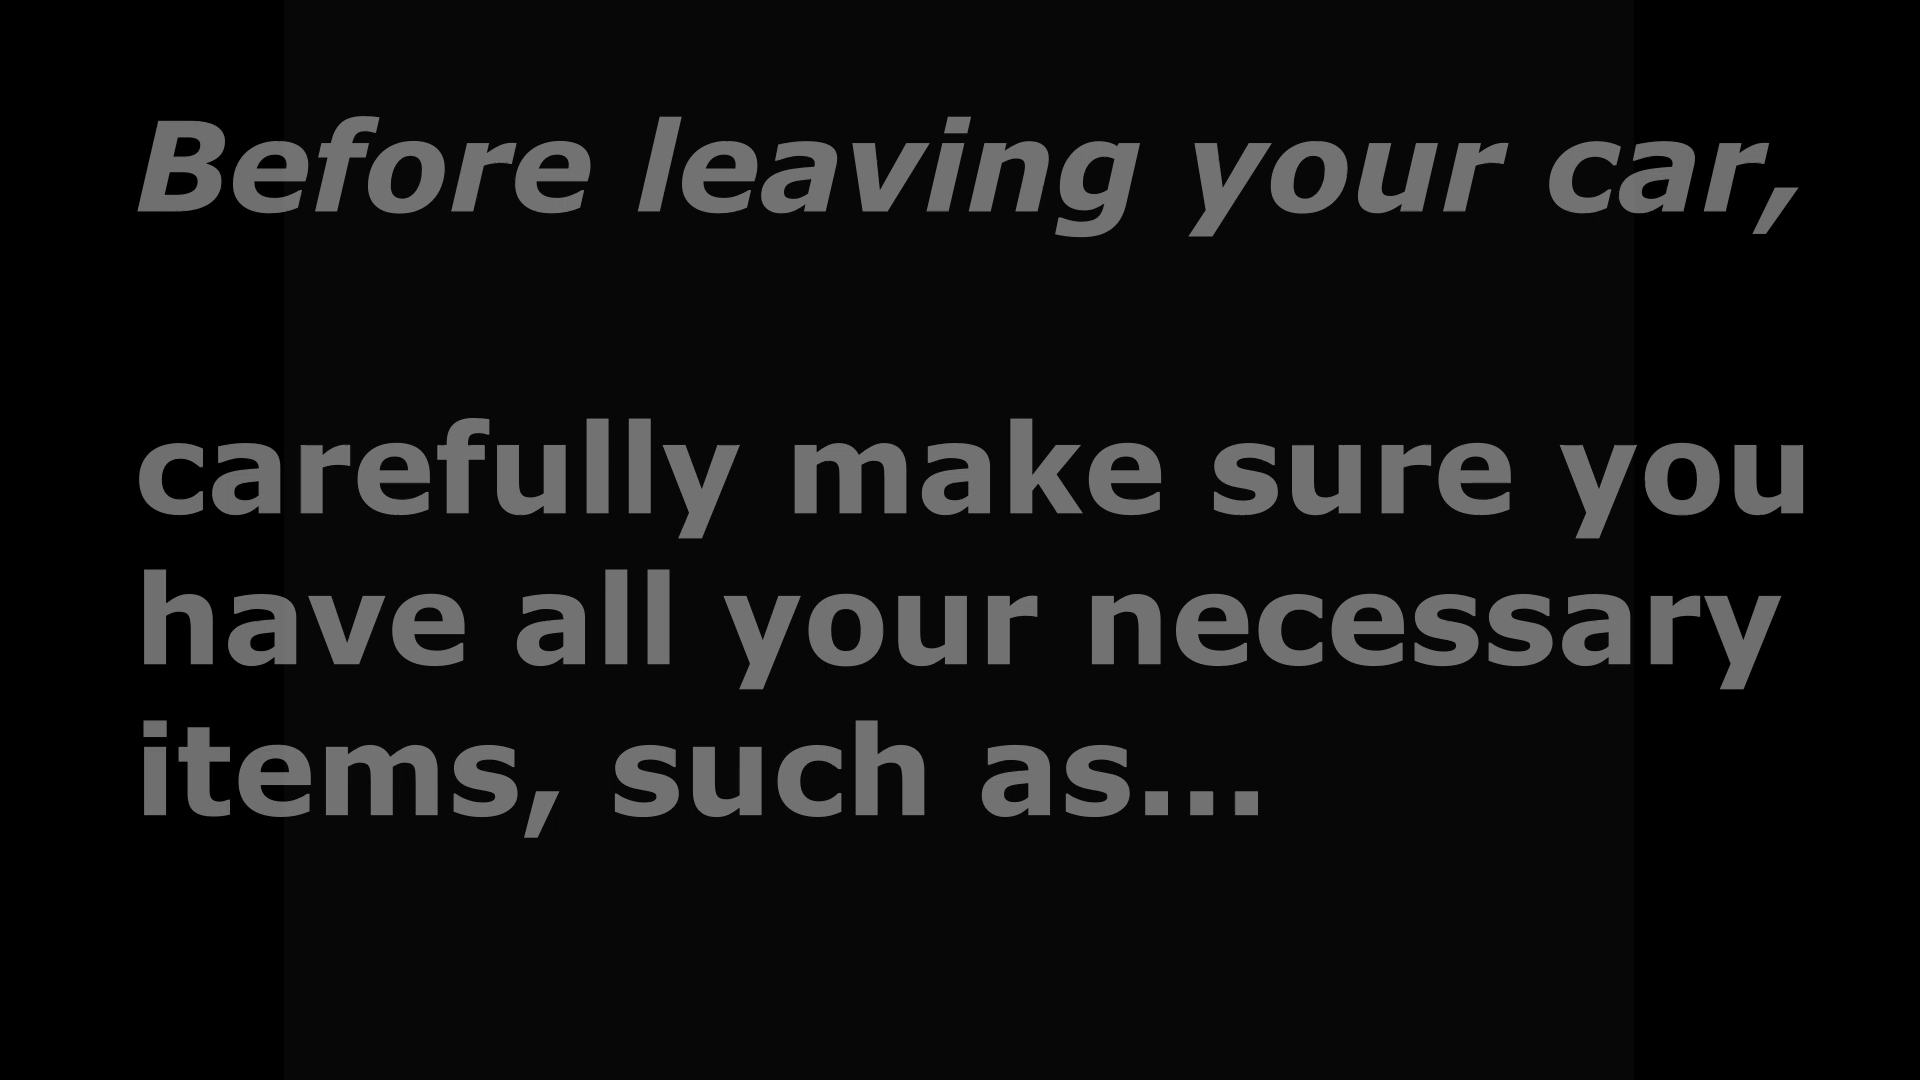 Before leaving your car,
carefully make sure you
have all your necessary
items, such as...